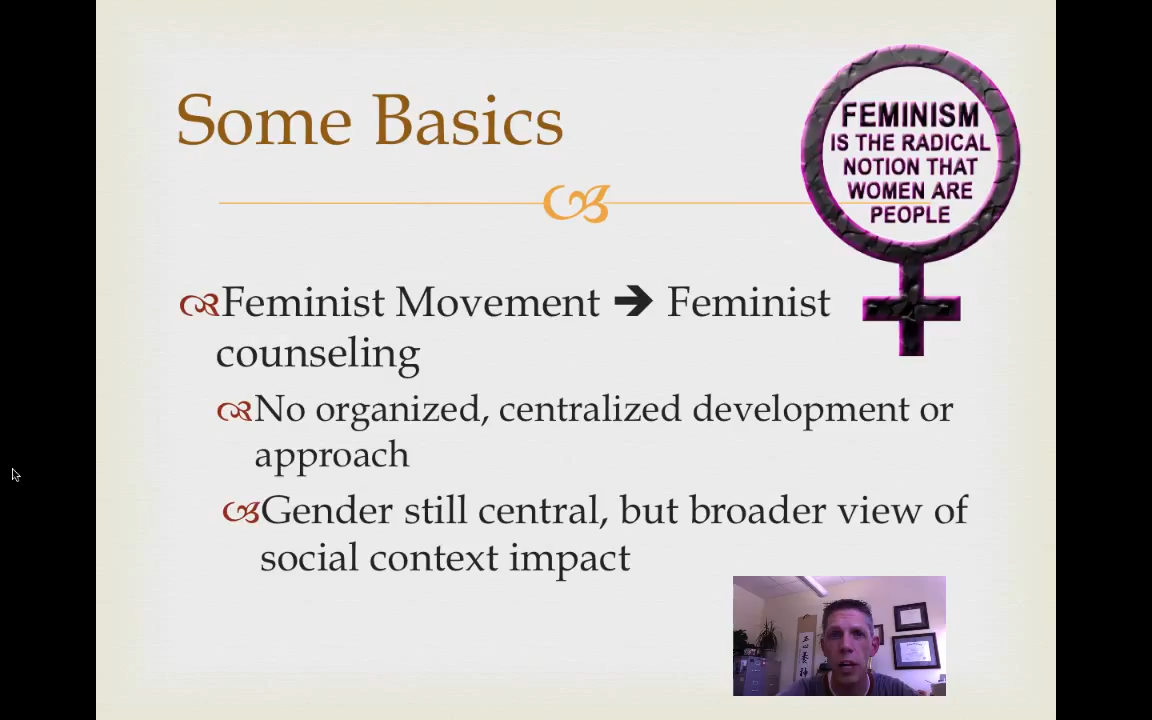 Some Basics
FEMINISM
IS THE RADICAL
NOTION THAT
WOMEN ARE
PEOPLE
Feminist Movement ➔ Feminist
counseling
No organized, centralized development or
approach
Gender still central, but broader view of
social context impact